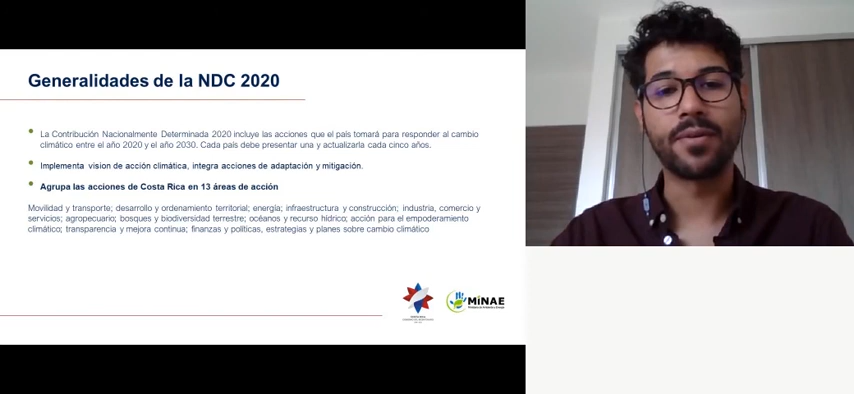 Generalidades de la NDC 2020
La Contribución Nacionalmente Determinada 2020 incluye las acciones que el país tomará para responder al cambio
climático entre el año 2020 y el año 2030. Cada país debe presentar una y actualizarla cada cinco años.
Implementa vision de acción climática, integra acciones de adaptación y mitigación.
Agrupa las acciones de Costa Rica en 13 áreas de acción
Movilidad y transporte; desarrollo y ordenamiento territorial; energía; infraestructura y construcción; industria, comercio y
servicios; agropecuario; bosques y biodiversidad terrestre; océanos y recurso hídrico; acción para el empoderamiento
climático; transparencia y mejora continua; finanzas y políticas, estrategias y planes sobre cambio climático
MINAE